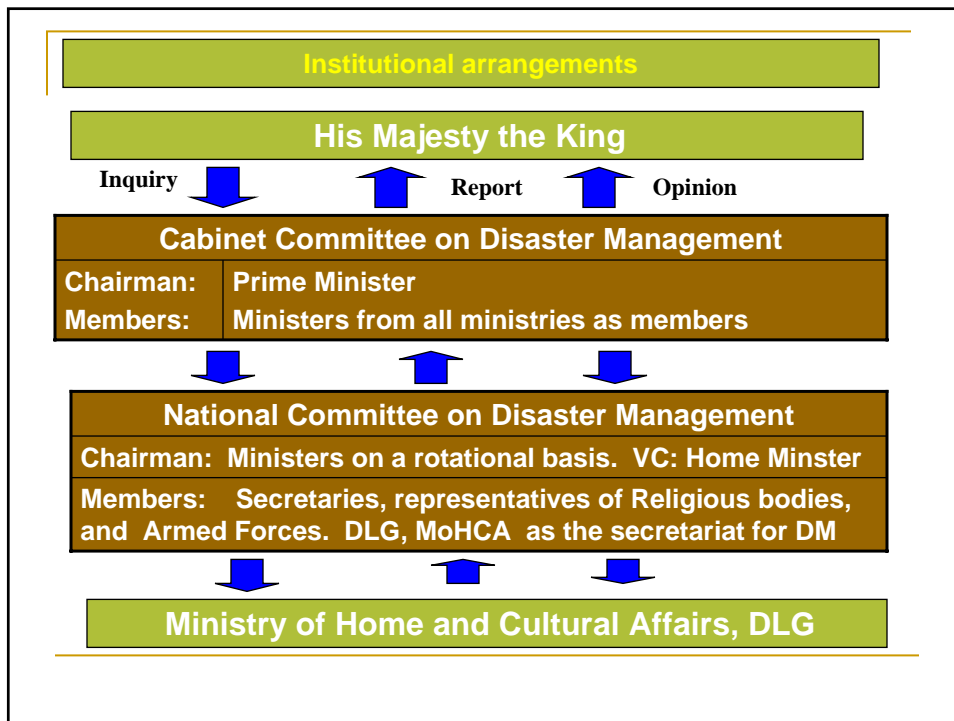 Institutional arrangements
His Majesty the King
Inquiry
Report
Opinion
Cabinet Committee on Disaster Management
Chairman: Prime Minister
Members: Ministers from all ministries as members
National Committee on Disaster Management
Chairman: Ministers on a rotational basis. VC: Home Minster
Members: Secretaries, representatives of Religious bodies,
and Armed Forces. DLG, MoHCA as the secretariat for DM
Ministry of Home and Cultural Affairs, DLG